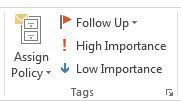 Assign
Policy
Follow Up
High Importance
Low Importance
Tags